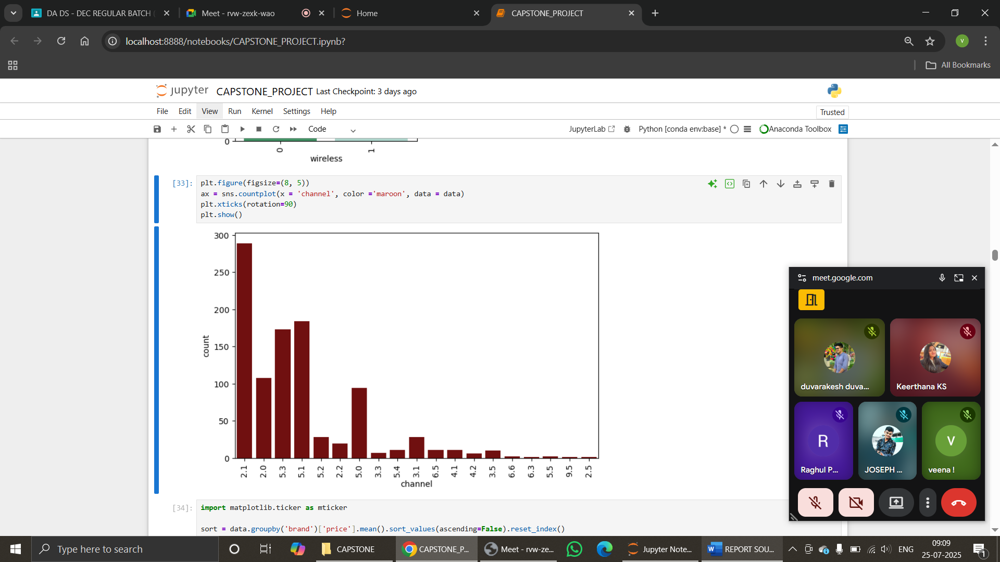 DA DS - DEC REGULAR BATCH (
Meet - rvw-zexk-wao
Home
CAPSTONE_PROJECT
localhost:8888/notebooks/CAPSTONE_PROJECT.ipynb?
V
All Bookmarks
jupyter
CAPSTONE_PROJECT Last Checkpoint: 3 days ago
File Edit View Run Kernel Settings Help
Trusted
Code
JupyterLab
Python [conda env:base] *
Anaconda Toolbox
0
0 1
wireless
[33]:
plt.figure(figsize=(8, 5))
ax = sns.countplot(x = 'channel', color ='maroon', data = data)
plt.xticks(rotation=90)
plt.show()
300
250
200
150
100
50
0
count
2.1 2.0 5.3 5.1 5.2 2.2 5.0 3.3 5.4 3.1 6.5 4.1 4.2 3.5 6.6 6.3 5.5 9.5 2.5
channel
[34]:
import matplotlib.ticker as mticker
sort = data.groupby('brand')['price'].mean().sort_values(ascending=False).reset_index()
meet.google.com
duvarakesh duva...
Keerthana KS
R
Raghul P...
JOSEPH ...
V
veena !
Type here to search
CAPSTONE
CAPSTONE_P...
Meet - rvw-ze...
Jupyter Note...
REPORT SOU...
ENG
09:09
25-07-2025
1